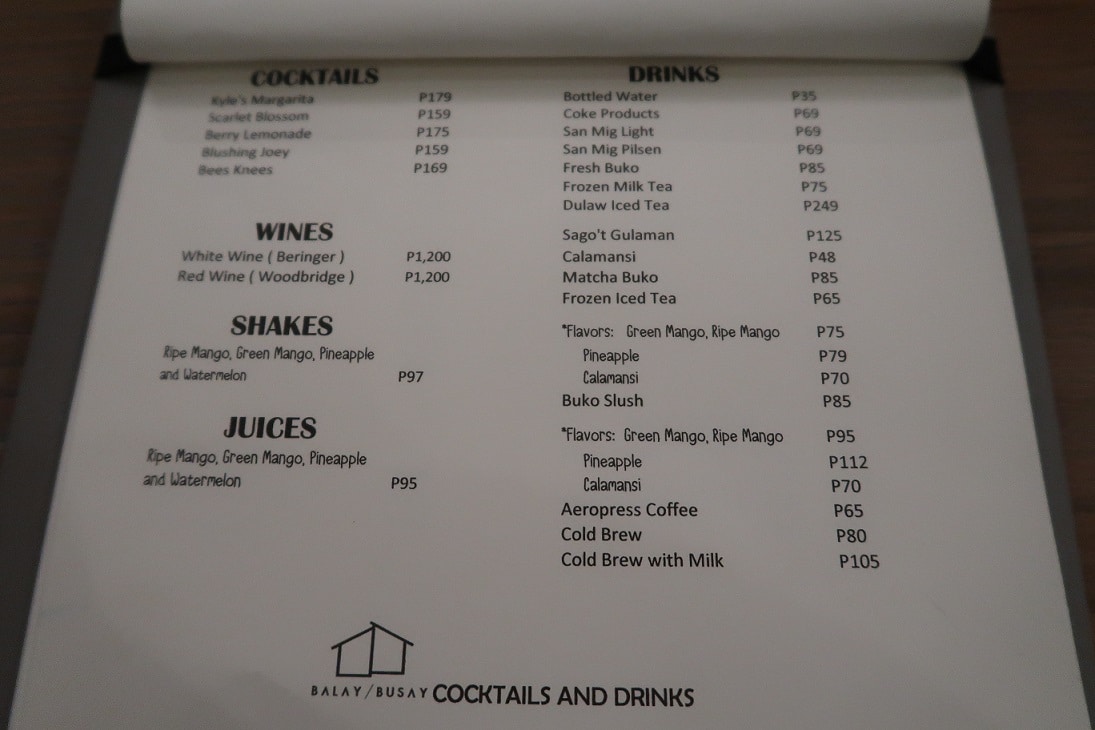 COCKTAILS
Kyle's Margarita P179
Scarlet Blossom P159
Berry Lemonade P175
Blushing Joey P159
Bees Knees P169
WINES
White Wine ( Beringer ) P1,200
Red Wine ( Woodbridge ) P1,200
SHAKES
Ripe Mango, Green Mango, Pineapple
and Watermelon P97
JUICES
Ripe Mango, Green Mango, Pineapple
and Watermelon P95
DRINKS
Bottled Water P35
Coke Products P69
San Mig Light P69
San Mig Pilsen P69
Fresh Buko P85
Frozen Milk Tea P75
Dulaw Iced Tea P249
Sago't Gulaman P125
Calamansi P48
Matcha Buko P85
Frozen Iced Tea P65
*Flavors: Green Mango, Ripe Mango P75
Pineapple P79
Calamansi P70
Buko Slush P85
*Flavors: Green Mango, Ripe Mango P95
Pineapple P112
Calamansi P70
Aeropress Coffee P65
Cold Brew P80
Cold Brew with Milk P105
BALAY/BUSAY COCKTAILS AND DRINKS